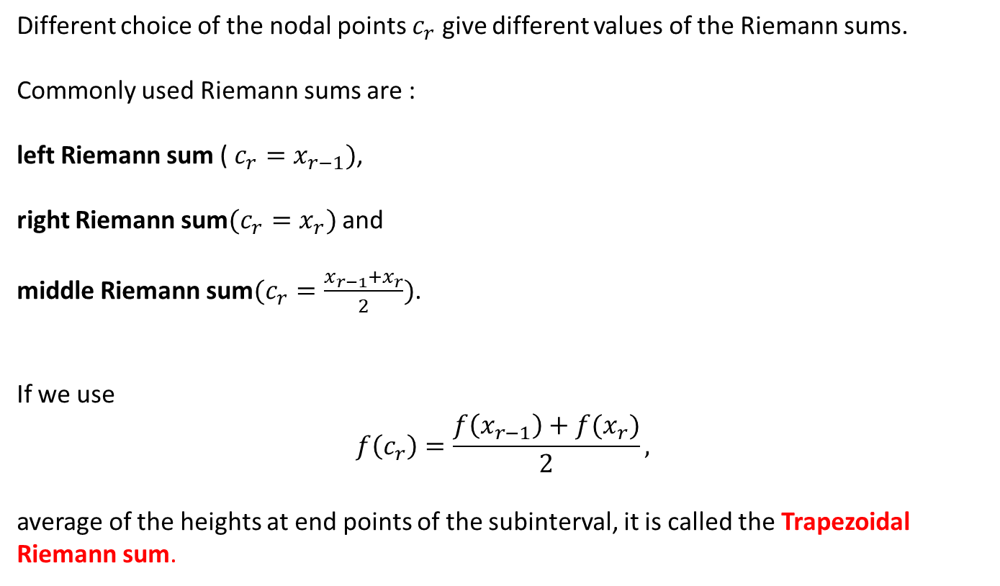 Different choice of the nodal points $c_r$ give different values of the Riemann sums.
Commonly used Riemann sums are :
left Riemann sum ( $c_r = x_{r-1}$),
right Riemann sum($c_r = x_r$) and
middle Riemann sum($c_r = \frac{x_{r-1}+x_r}{2}$).
If we use
$f(c_r) = \frac{f(x_{r-1}) + f(x_r)}{2}$,
average of the heights at end points of the subinterval, it is called the Trapezoidal
Riemann sum.